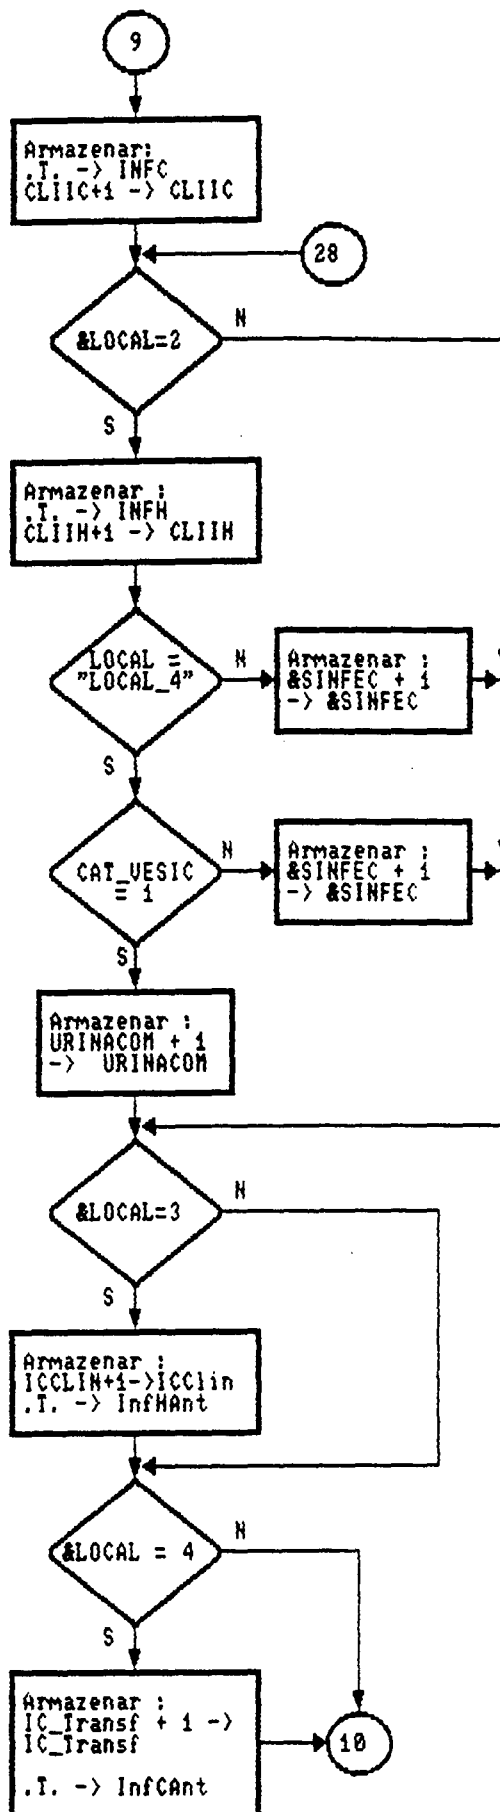 9
Armazenar:
.T. -> INFC
CLIIC+1 -> CLIIC
28
&LOCAL=2
N
S
Armazenar :
.T. -> INFH
CLIIH+1 -> CLIIH
LOCAL =
"LOCAL_4"
N
Armazenar :
&SINFEC + 1
-> &SINFEC
S
CAT_VESIC
= 1
N
Armazenar :
&SINFEC + 1
-> &SINFEC
S
Armazenar :
URINACOM + 1
-> URINACOM
&LOCAL=3
N
S
Armazenar :
ICCLIN+1->ICClin
.T. -> InfHAnt
&LOCAL = 4
N
S
Armazenar :
IC_Transf + 1 ->
IC_Transf
.T. -> InfCAnt
10